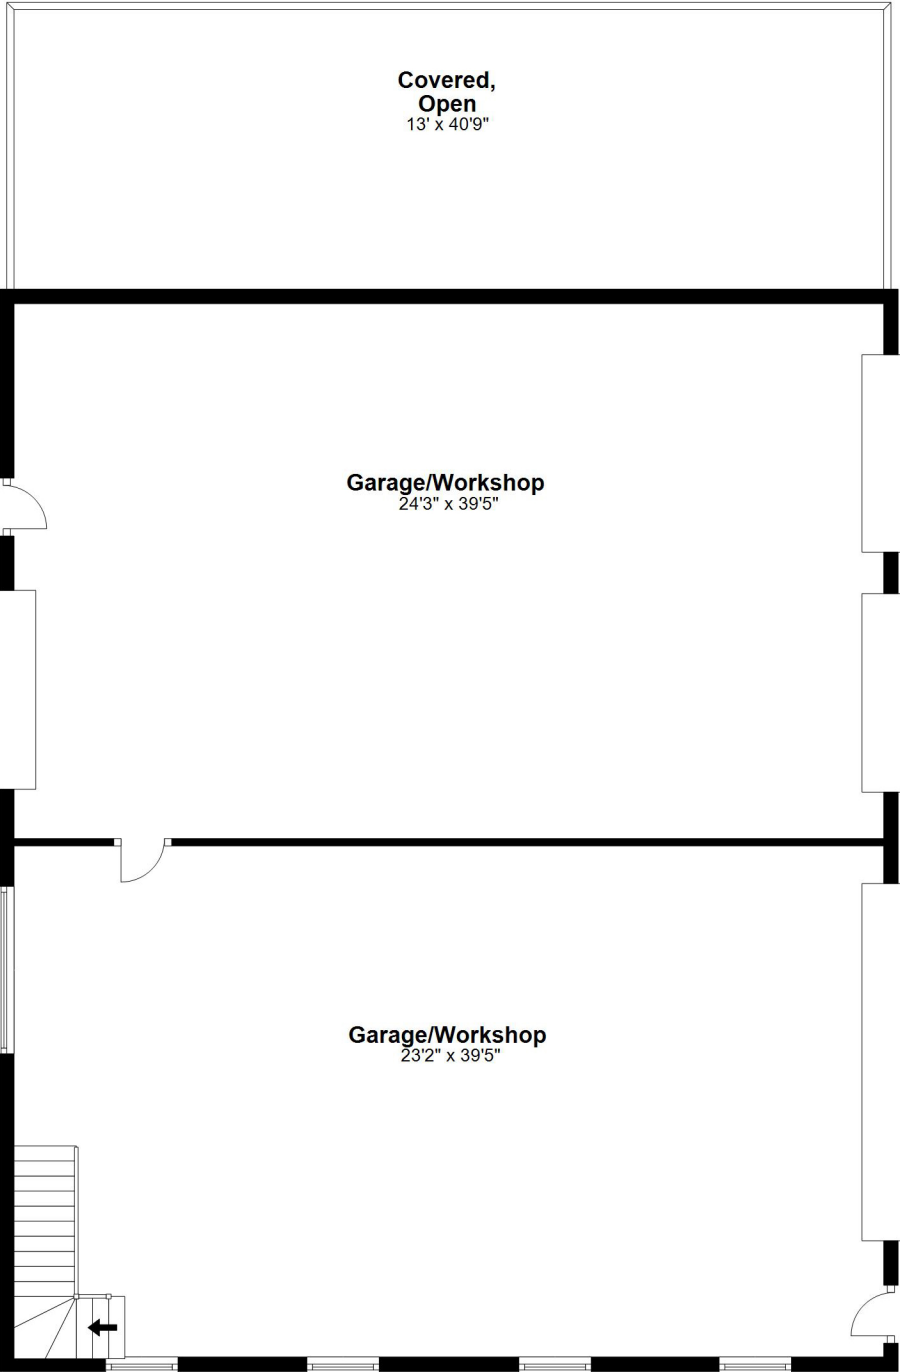 Covered,
Open
13' x 40'9"
Garage/Workshop
24'3" x 39'5"
Garage/Workshop
23'2" x 39'5"